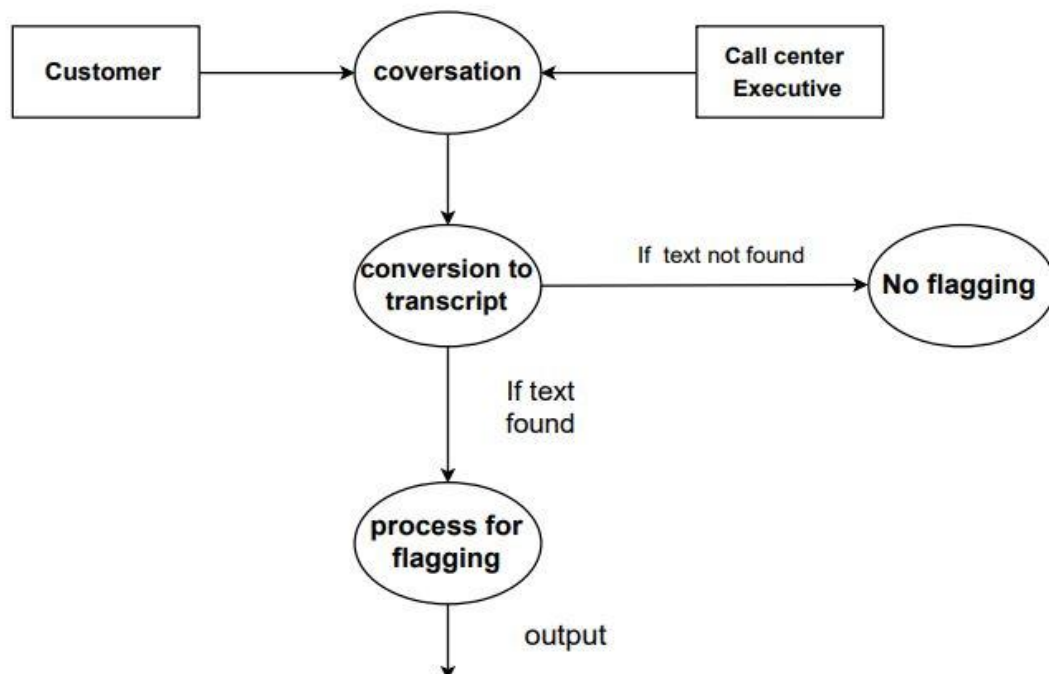 Customer
coversation
Call center
Executive
conversion to
transcript
If text not found
No flagging
If text
found
process for
flagging
output